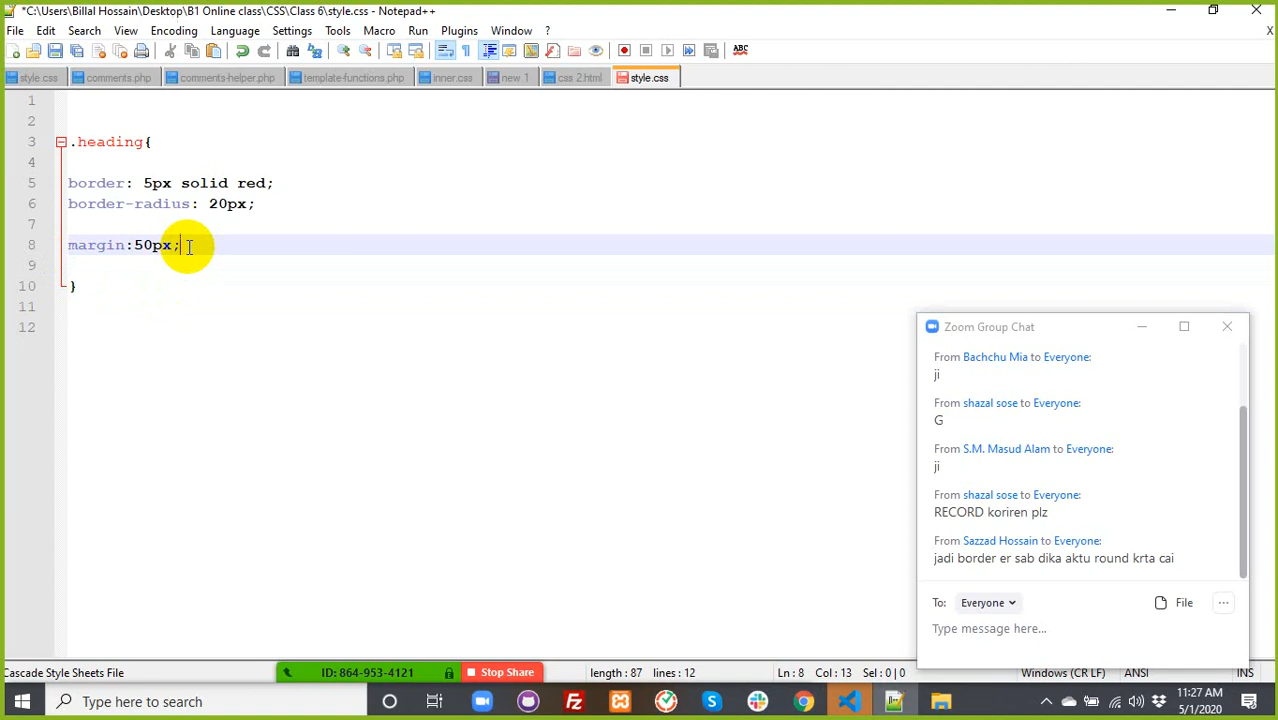 *C:\Users\Billal Hossain\Desktop\B1 Online class\CSS\Class 6\style.css - Notepad++
File Edit Search View Encoding Language Settings Tools Macro Run Plugins Window ? X
style.css comments.php comments-helper.php template-functions.php inner.css new 1 css 2.html style.css
1
2
3 .heading{
4
5 border: 5px solid red;
6 border-radius: 20px;
7
8 margin:50px;
9
10 }
11
12
Zoom Group Chat
From Bachchu Mia to Everyone:
ji
From shazal sose to Everyone:
G
From S.M. Masud Alam to Everyone:
ji
From shazal sose to Everyone:
RECORD koriren plz
From Sazzad Hossain to Everyone:
jadi border er sab dika aktu round krta cai
To: Everyone File ...
Type message here...
Cascade Style Sheets File ID: 864-953-4121 Stop Share length : 87 lines : 12 Ln : 8 Col : 13 Sel : 0 | 0 Windows (CR LF) ANSI INS
Type here to search 11:27 AM
5/1/2020